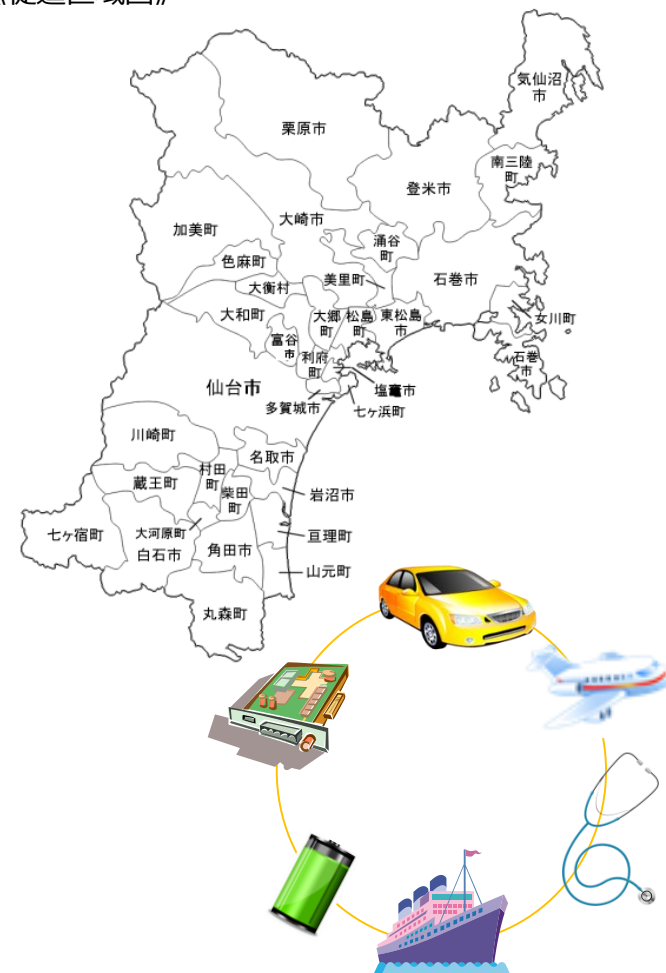 《促進区域図》
気仙沼
市
栗原市
南三陸
町
登米市
大崎市
加美町
涌谷
町
色麻町
美里町
石巻市
大衡村
大和町
大郷
町
松島
町
東松島
市
女川町
富谷
市
利府
町
石巻
市
仙台市
塩竈市
多賀城市
七ヶ浜町
川崎町
名取市
村田
町
蔵王町
柴田
町
岩沼市
七ヶ宿町
大河原町
亘理町
白石市
角田市
山元町
丸森町